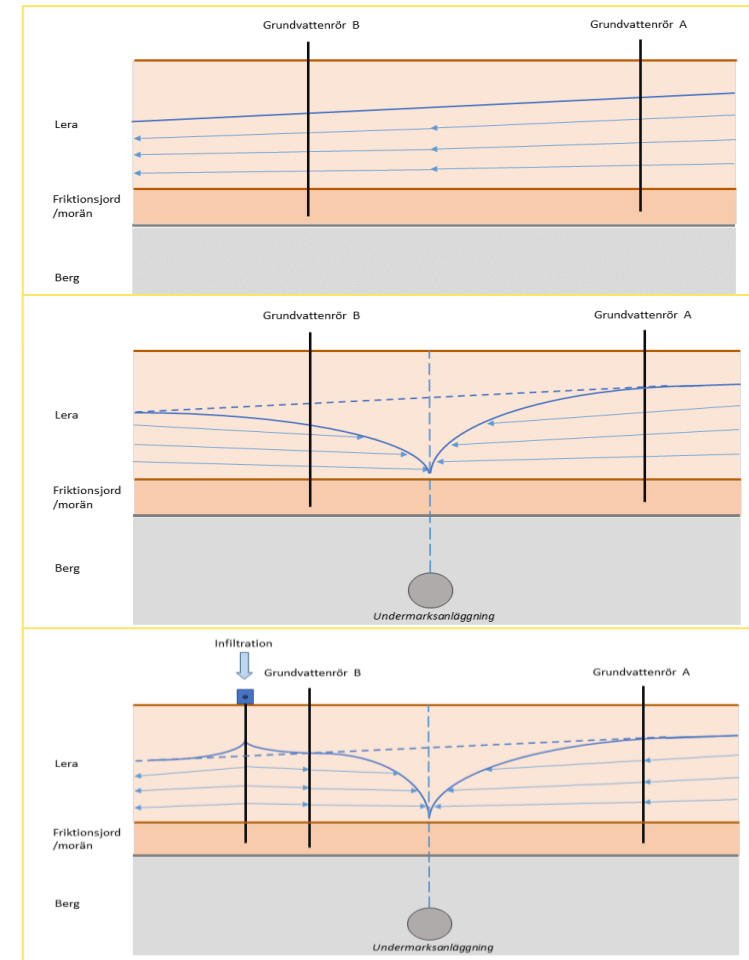 Grundvattenrör B
Grundvattenrör A
Lera
Friktionsjord
/morän
Berg
Grundvattenrör B
Grundvattenrör A
Lera
Friktionsjord
/morän
Berg
Undermarksanläggning
Infiltration
Grundvattenrör B
Grundvattenrör A
Lera
Friktionsjord
/morän
Berg
Undermarksanläggning